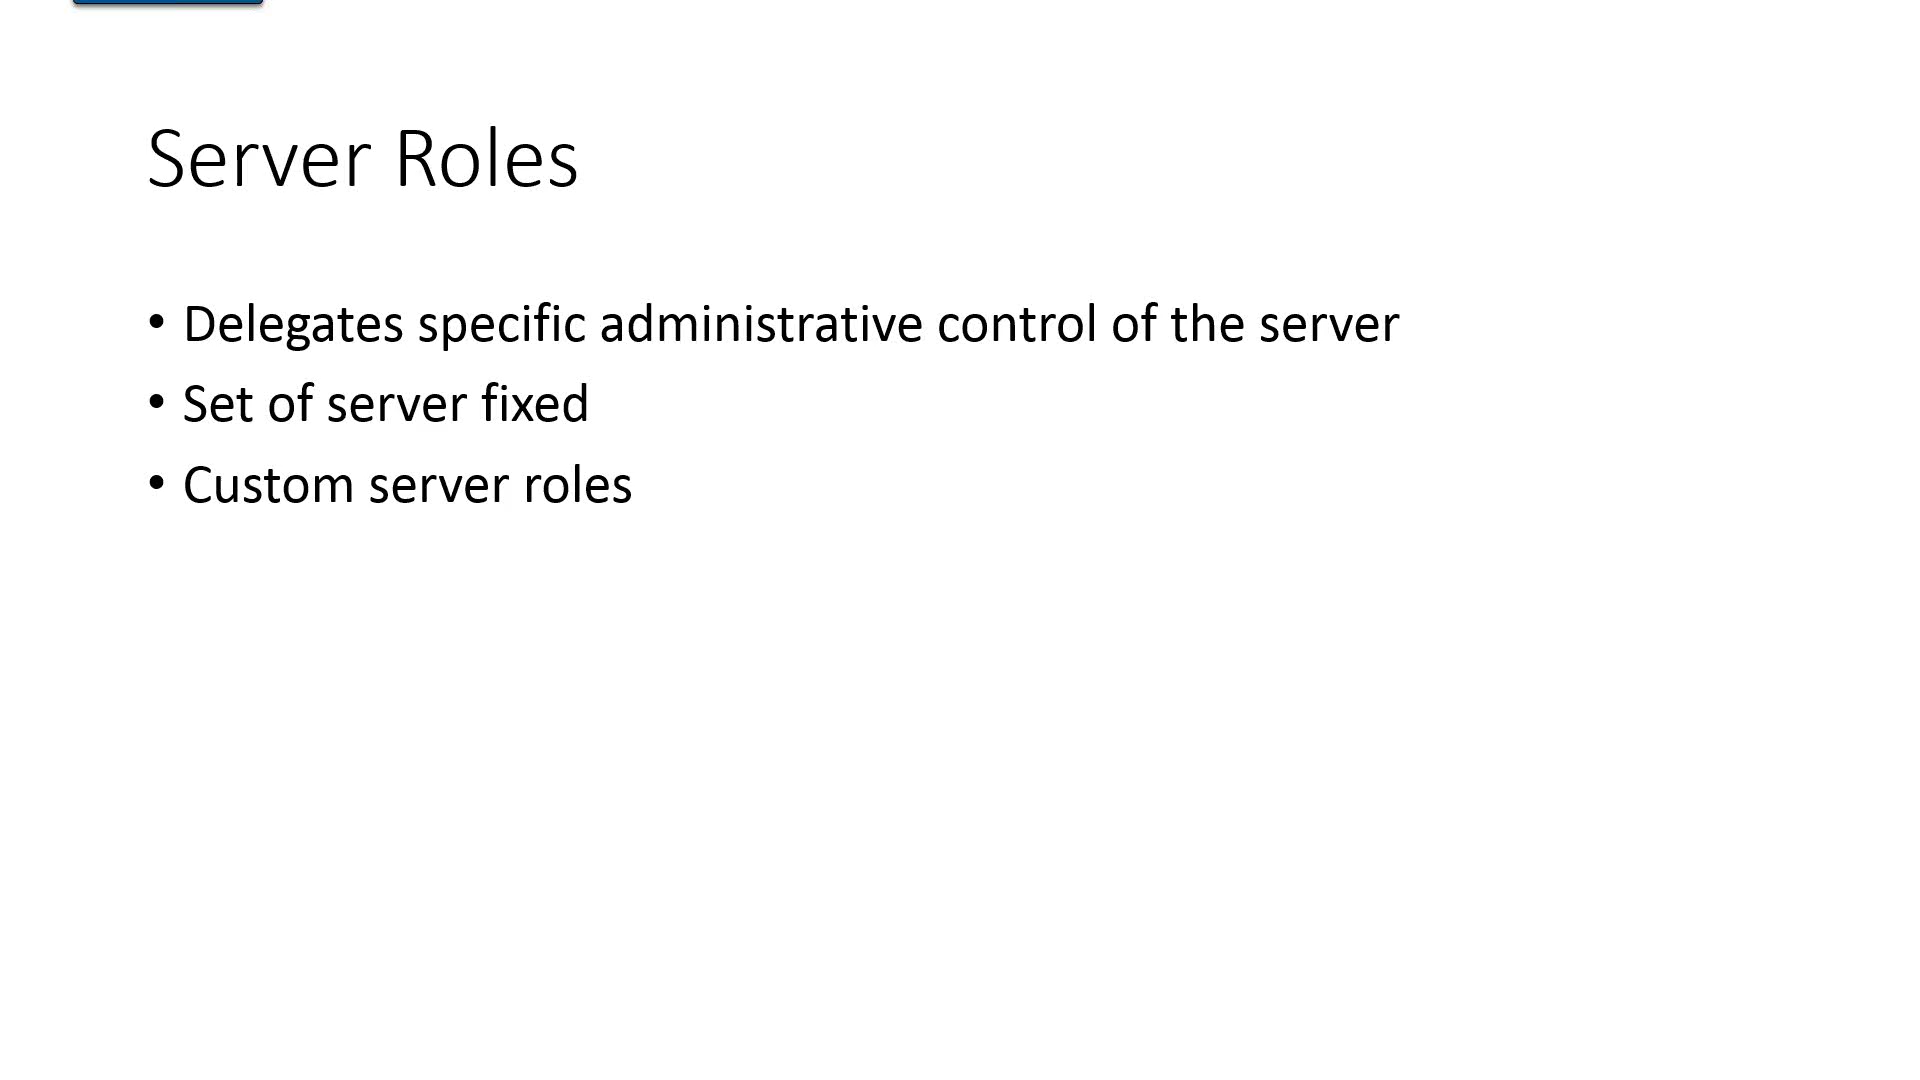 Server Roles
• Delegates specific administrative control of the server
• Set of server fixed
• Custom server roles